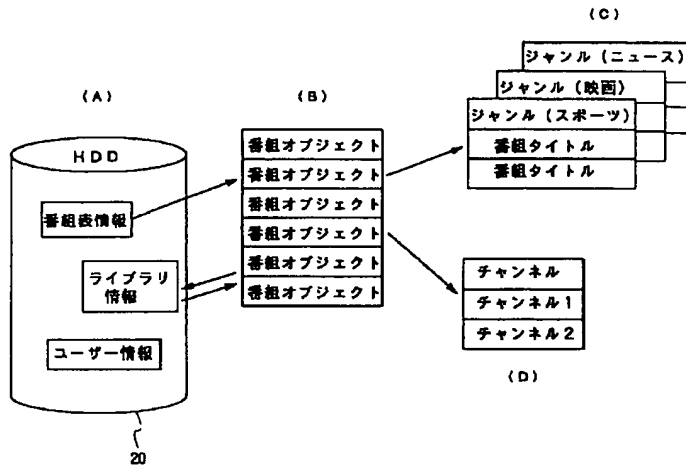 (A)
HDD
番組表情報
ライブラリ
情報
ユーザー情報
20
(B)
番組オブジェクト
番組オブジェクト
番組オブジェクト
番組オブジェクト
番組オブジェクト
番組オブジェクト
(C)
ジャンル(ニュース)
ジャンル(映画)
ジャンル(スポーツ)
番組タイトル
番組タイトル
チャンネル
チャンネル1
チャンネル2
(D)